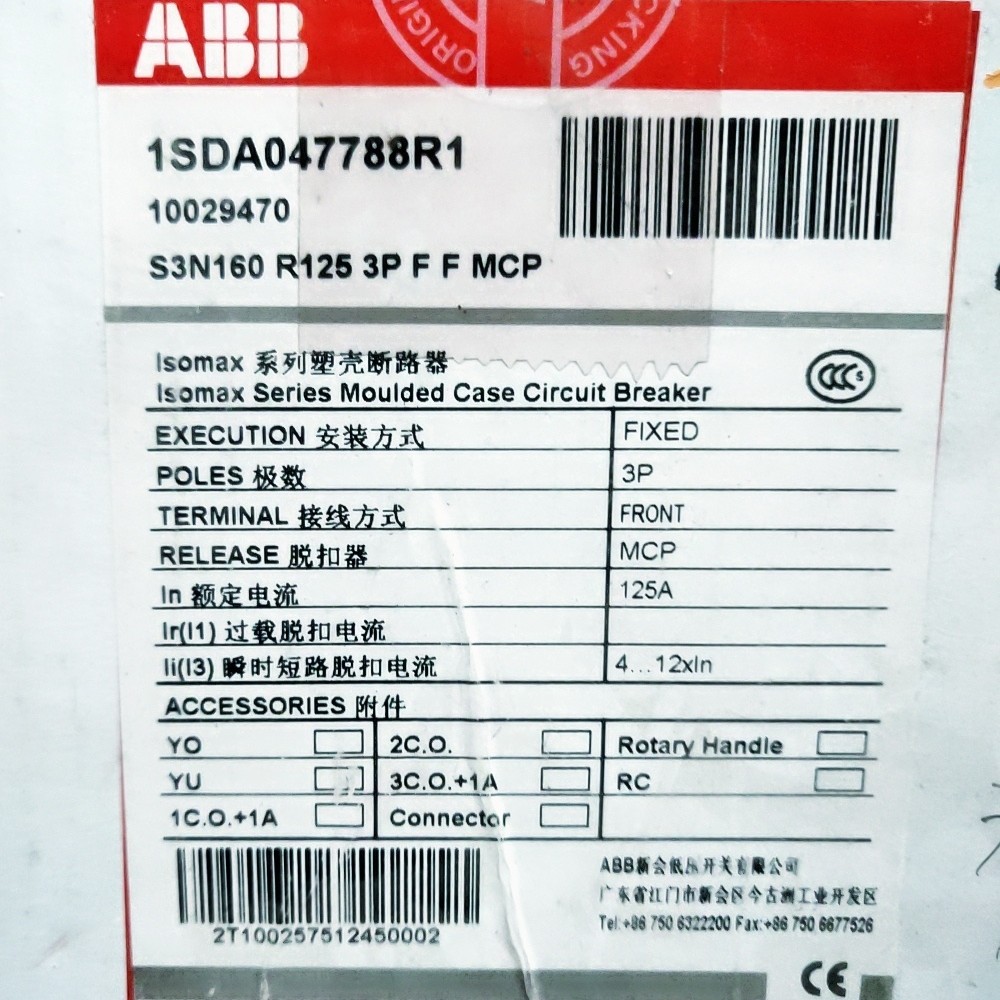 ABB
ORIGI
CKING
1SDA047788R1
10029470
S3N160 R125 3P F F MCP
Isomax 系列塑壳断路器
Isomax Series Moulded Case Circuit Breaker
CCC S
EXECUTION 安装方式 FIXED
POLES 极数 3P
TERMINAL 接线方式 FRONT
RELEASE 脱扣器 MCP
In 额定电流 125A
Ir(I1) 过载脱扣电流
Ii(I3) 瞬时短路脱扣电流 4...12xIn
ACCESSORIES 附件
YO 2C.O. Rotary Handle
YU 3C.O.+1A RC
1C.O.+1A Connector
2T100257512450002
ABB新会低压开关有限公司
广东省江门市新会区今古洲工业开发区
Tel:+86 750 6322200 Fax:+86 750 6677526
CE